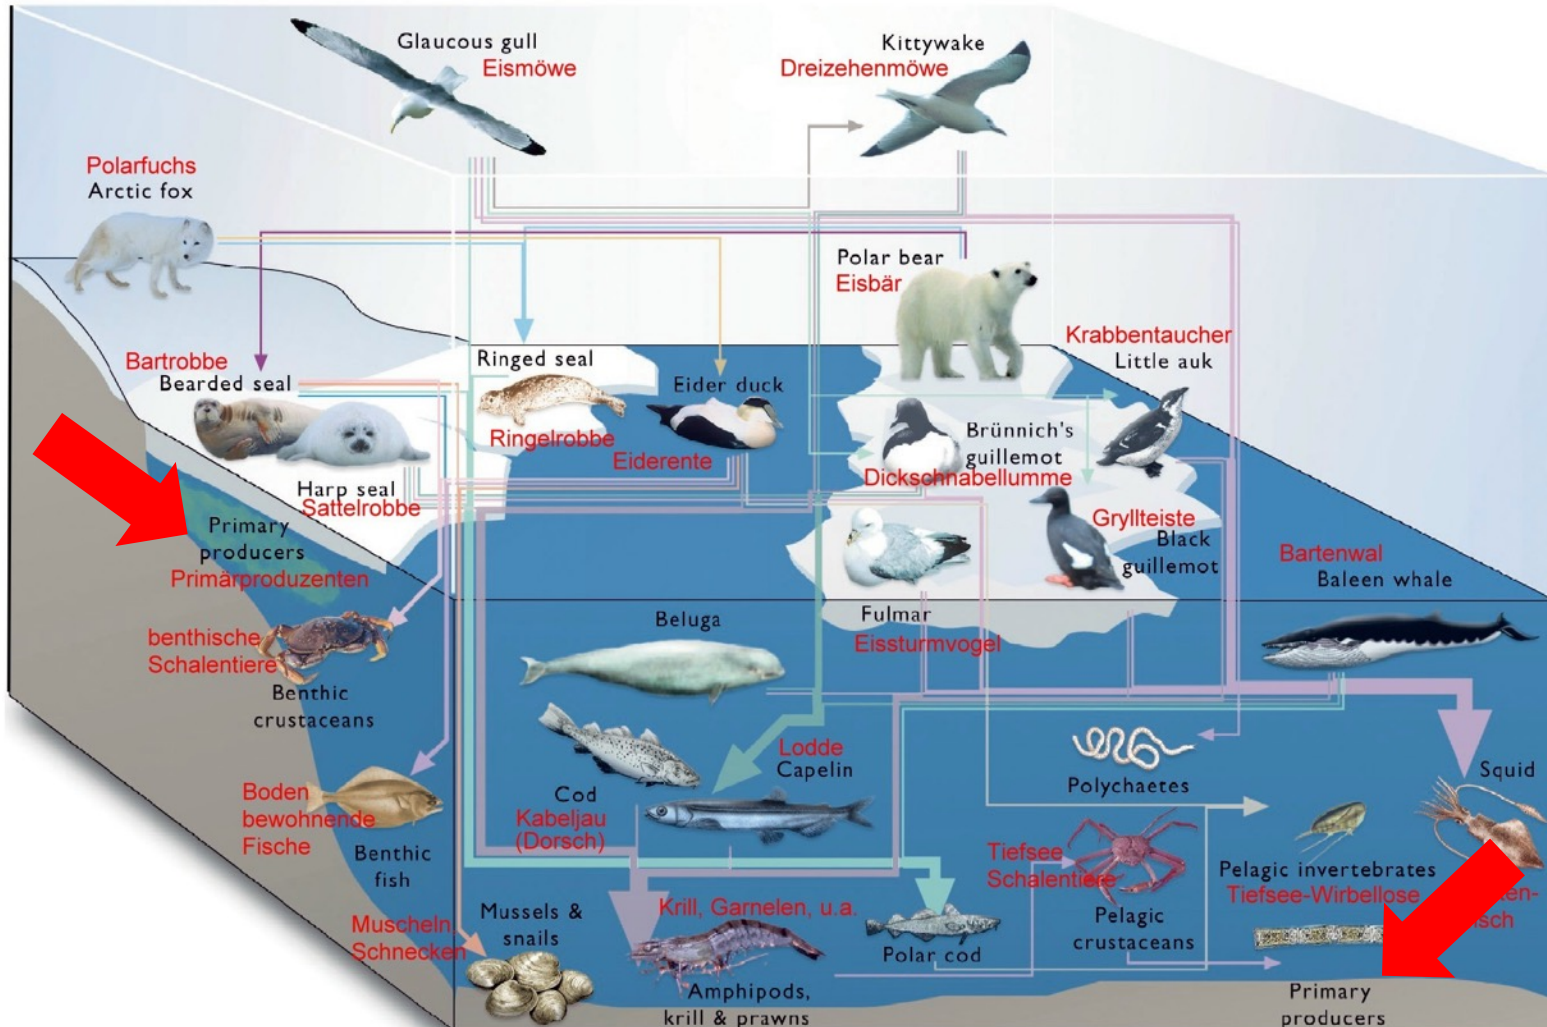 Glaucous gull
Eismöwe
Kittywake
Dreizehenmöwe
Polarfuchs
Arctic fox
Polar bear
Eisbär
Krabbentaucher
Little auk
Bartrobbe
Bearded seal
Ringed seal
Ringelrobbe
Eider duck
Eiderente
Brünnich's
guillemot
Dickschnabellumme
Harp seal
Sattelrobbe
Primary
producers
Primärproduzenten
Gryllteiste
Black
guillemot
Bartenwal
Baleen whale
Beluga
Fulmar
Eissturmvogel
benthische
Schalentiere
Benthic
crustaceans
Lodde
Capelin
Polychaetes
Squid
Cod
Kabeljau
(Dorsch)
Boden
bewohnende
Fische
Benthic
fish
Tiefsee
Schalentiere
Pelagic
crustaceans
Pelagic invertebrates
Tiefsee-Wirbellose
Muscheln
Schnecken
Mussels &
snails
Krill, Garnelen, u.a.
Amphipods,
krill & prawns
Polar cod
Primary
producers